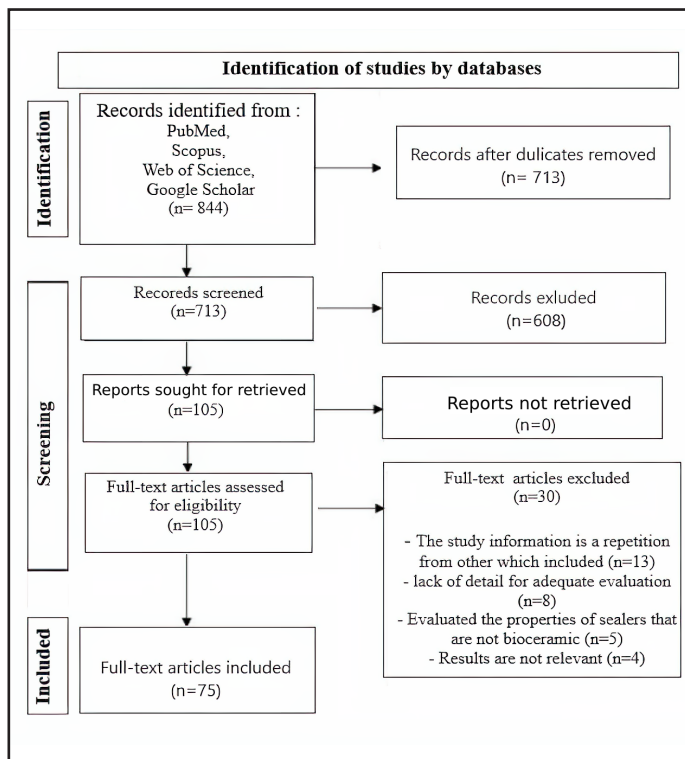 Identification of studies by databases
Identification
Records identified from :
PubMed,
Scopus,
Web of Science,
Google Scholar
(n= 844)
Records after dulicates removed
(n= 713)
Screening
Recoreds screened
(n=713)
Records exluded
(n=608)
Reports sought for retrieved
(n=105)
Reports not retrieved
(n=0)
Full-text articles assessed
for eligibility
(n=105)
Full-text articles excluded
(n=30)
- The study information is a repetition
from other which included (n=13)
- lack of detail for adequate evaluation
(n=8)
- Evaluated the properties of sealers that
are not bioceramic (n=5)
- Results are not relevant (n=4)
Included
Full-text articles included
(n=75)